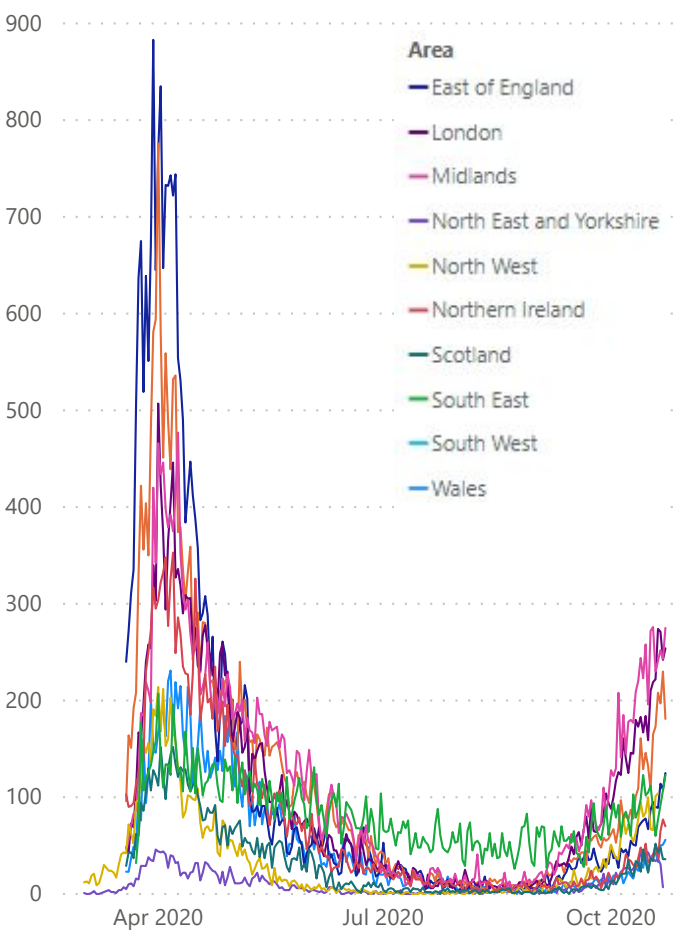 900
800
700
600
500
400
300
200
100
0
Area
East of England
London
Midlands
North East and Yorkshire
North West
Northern Ireland
Scotland
South East
South West
Wales
Apr 2020 Jul 2020 Oct 2020